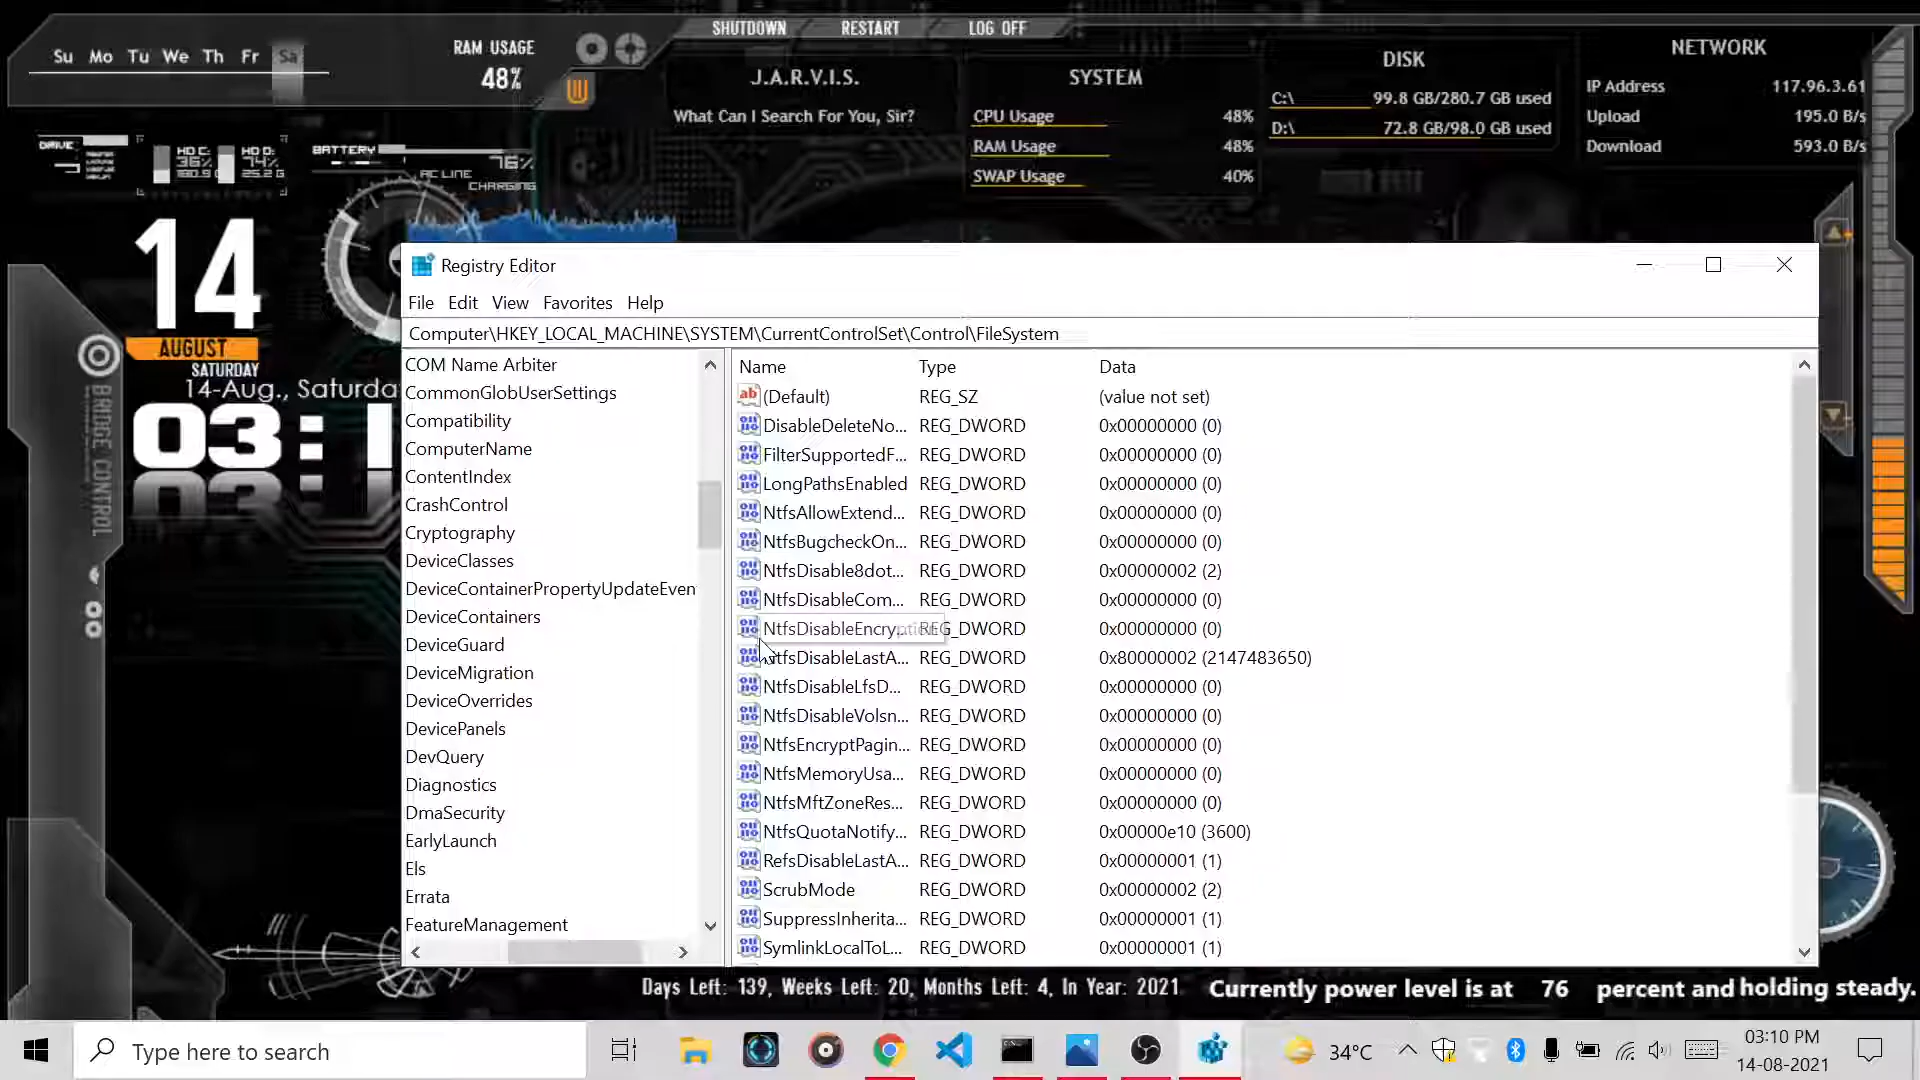 SHUTDOWN RESTART LOG OFF
Su Mo Tu We Th Fr Sa
RAM USAGE
48%
J.A.R.V.I.S.
What Can I Search For You, Sir?
SYSTEM
CPU Usage 48%
RAM Usage 48%
SWAP Usage 40%
DISK
C:\ 99.8 GB/280.7 GB used
D:\ 72.8 GB/98.0 GB used
NETWORK
IP Address 117.96.3.61
Upload 195.0 B/s
Download 593.0 B/s
DRIVE
HD C: HD D:
36% 74%
BATTERY
76%
AC LINE
CHARGING
14
AUGUST
SATURDAY
14-Aug., Saturda
03:1
BRIDGE CONTROL
Registry Editor
File Edit View Favorites Help
Computer\HKEY_LOCAL_MACHINE\SYSTEM\CurrentControlSet\Control\FileSystem
COM Name Arbiter
CommonGlobUserSettings
Compatibility
ComputerName
ContentIndex
CrashControl
Cryptography
DeviceClasses
DeviceContainerPropertyUpdateEven
DeviceContainers
DeviceGuard
DeviceMigration
DeviceOverrides
DevicePanels
DevQuery
Diagnostics
DmaSecurity
EarlyLaunch
Els
Errata
FeatureManagement
Name Type Data
(Default) REG_SZ (value not set)
DisableDeleteNo... REG_DWORD 0x00000000 (0)
FilterSupportedF... REG_DWORD 0x00000000 (0)
LongPathsEnabled REG_DWORD 0x00000000 (0)
NtfsAllowExtend... REG_DWORD 0x00000000 (0)
NtfsBugcheckOn... REG_DWORD 0x00000000 (0)
NtfsDisable8dot... REG_DWORD 0x00000002 (2)
NtfsDisableCom... REG_DWORD 0x00000000 (0)
NtfsDisableEncry... REG_DWORD 0x00000000 (0)
NtfsDisableLastA... REG_DWORD 0x80000002 (2147483650)
NtfsDisableLfsD... REG_DWORD 0x00000000 (0)
NtfsDisableVolsn... REG_DWORD 0x00000000 (0)
NtfsEncryptPagin... REG_DWORD 0x00000000 (0)
NtfsMemoryUsa... REG_DWORD 0x00000000 (0)
NtfsMftZoneRes... REG_DWORD 0x00000000 (0)
NtfsQuotaNotify... REG_DWORD 0x00000e10 (3600)
RefsDisableLastA... REG_DWORD 0x00000001 (1)
ScrubMode REG_DWORD 0x00000002 (2)
SuppressInherita... REG_DWORD 0x00000001 (1)
SymlinkLocalToL... REG_DWORD 0x00000001 (1)
Days Left: 139, Weeks Left: 20, Months Left: 4, In Year: 2021
Currently power level is at 76 percent and holding steady.
Type here to search
34°C
03:10 PM
14-08-2021